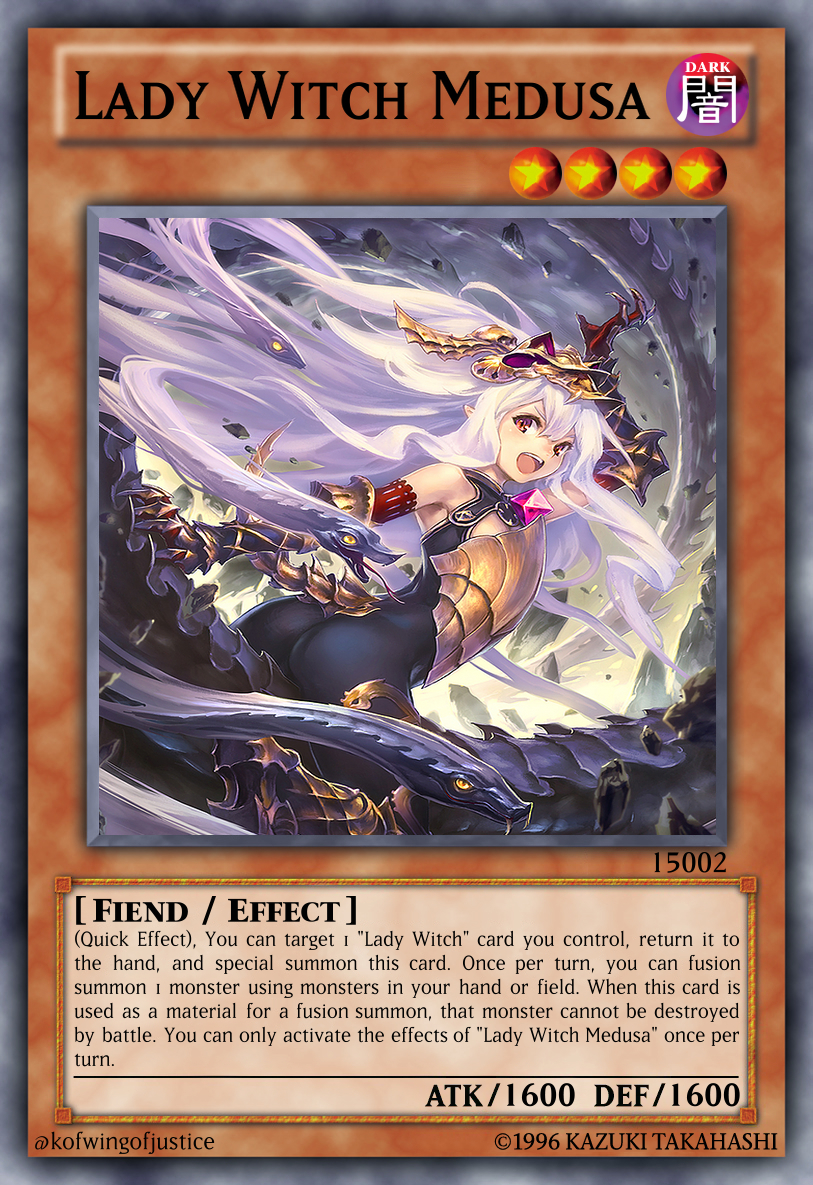 Lady Witch Medusa
DARK
闇
15002
[ Fiend / Effect ]
(Quick Effect), You can target 1 "Lady Witch" card you control, return it to
the hand, and special summon this card. Once per turn, you can fusion
summon 1 monster using monsters in your hand or field. When this card is
used as a material for a fusion summon, that monster cannot be destroyed
by battle. You can only activate the effects of "Lady Witch Medusa" once per
turn.
ATK/1600 DEF/1600
@kofwingofjustice
©1996 KAZUKI TAKAHASHI